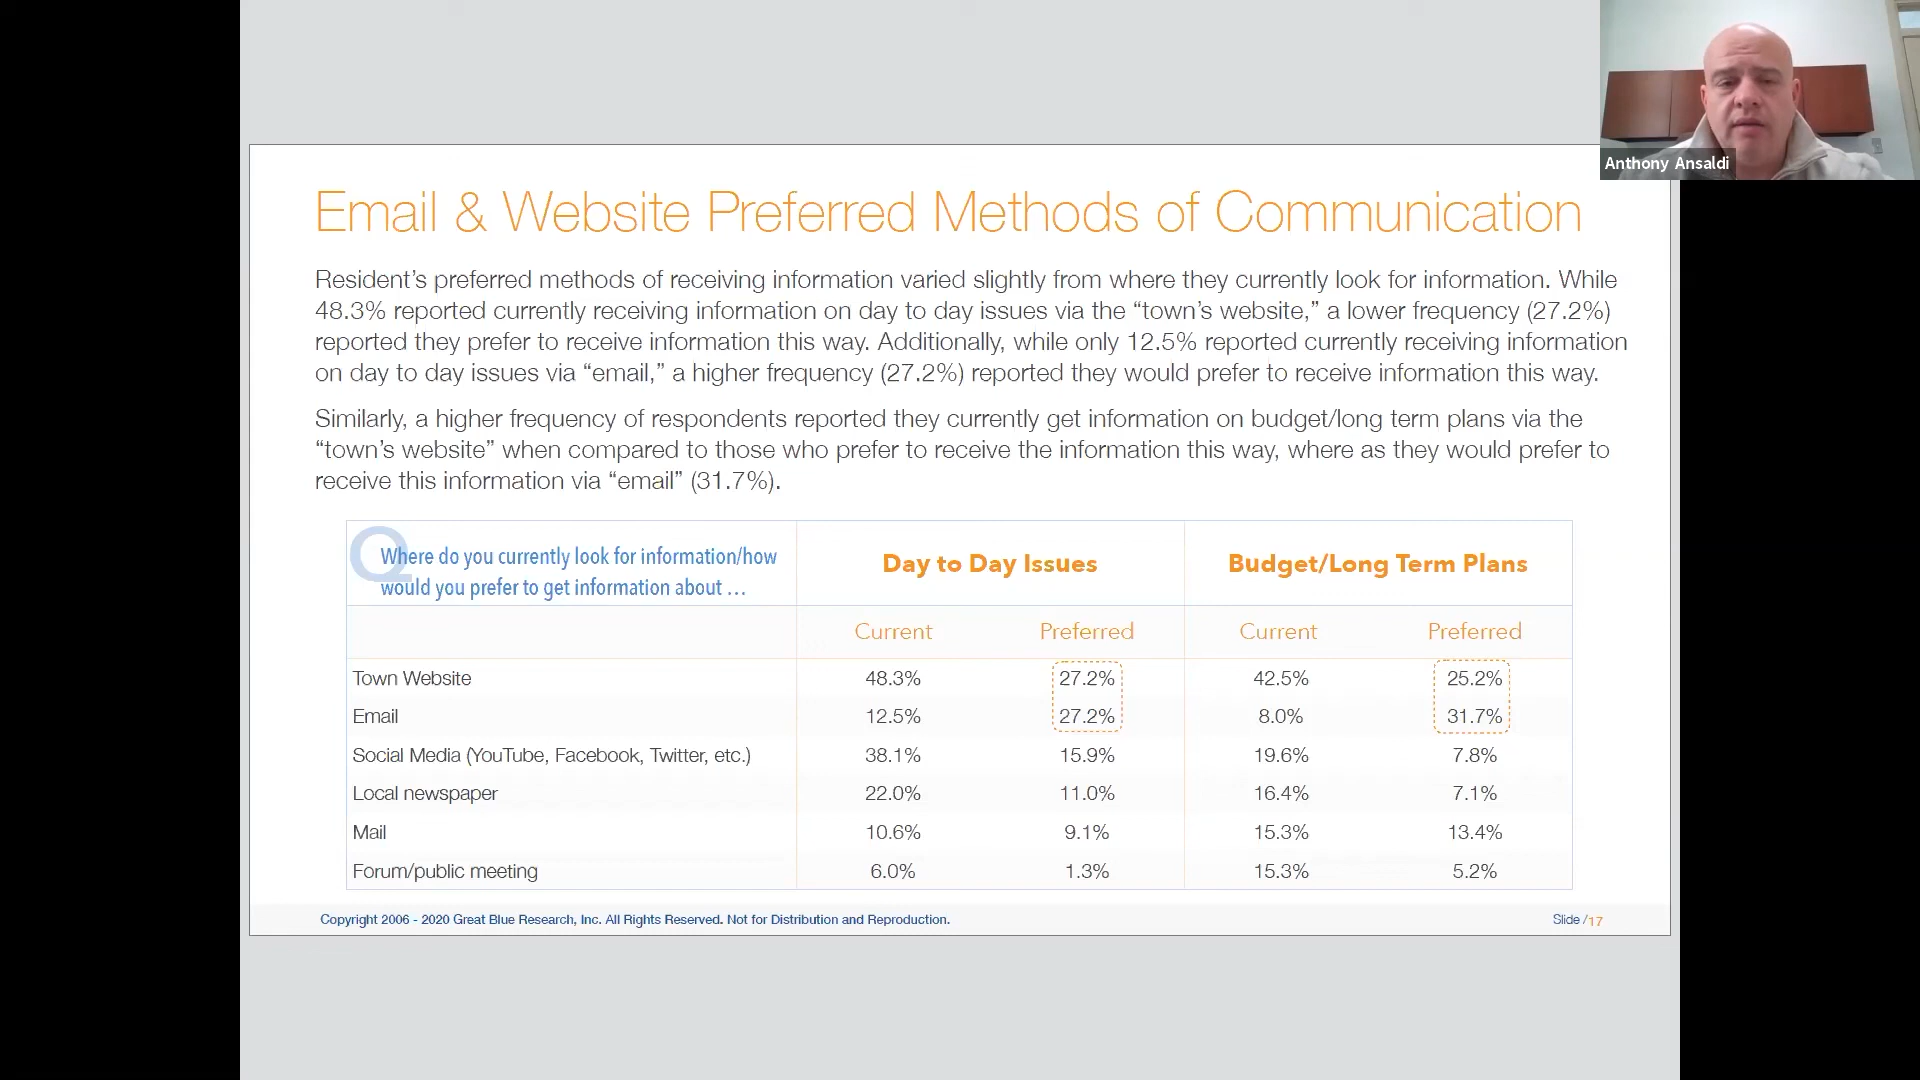 Anthony Ansaldi
Email & Website Preferred Methods of Communication
Resident’s preferred methods of receiving information varied slightly from where they currently look for information. While
48.3% reported currently receiving information on day to day issues via the “town’s website,” a lower frequency (27.2%)
reported they prefer to receive information this way. Additionally, while only 12.5% reported currently receiving information
on day to day issues via “email,” a higher frequency (27.2%) reported they would prefer to receive information this way.
Similarly, a higher frequency of respondents reported they currently get information on budget/long term plans via the
“town’s website” when compared to those who prefer to receive the information this way, where as they would prefer to
receive this information via “email” (31.7%).
Q
Where do you currently look for information/how
would you prefer to get information about …
Day to Day Issues
Budget/Long Term Plans
Current Preferred Current Preferred
Town Website 48.3% 27.2% 42.5% 25.2%
Email 12.5% 27.2% 8.0% 31.7%
Social Media (YouTube, Facebook, Twitter, etc.) 38.1% 15.9% 19.6% 7.8%
Local newspaper 22.0% 11.0% 16.4% 7.1%
Mail 10.6% 9.1% 15.3% 13.4%
Forum/public meeting 6.0% 1.3% 15.3% 5.2%
Copyright 2006 - 2020 Great Blue Research, Inc. All Rights Reserved. Not for Distribution and Reproduction.
Slide /17